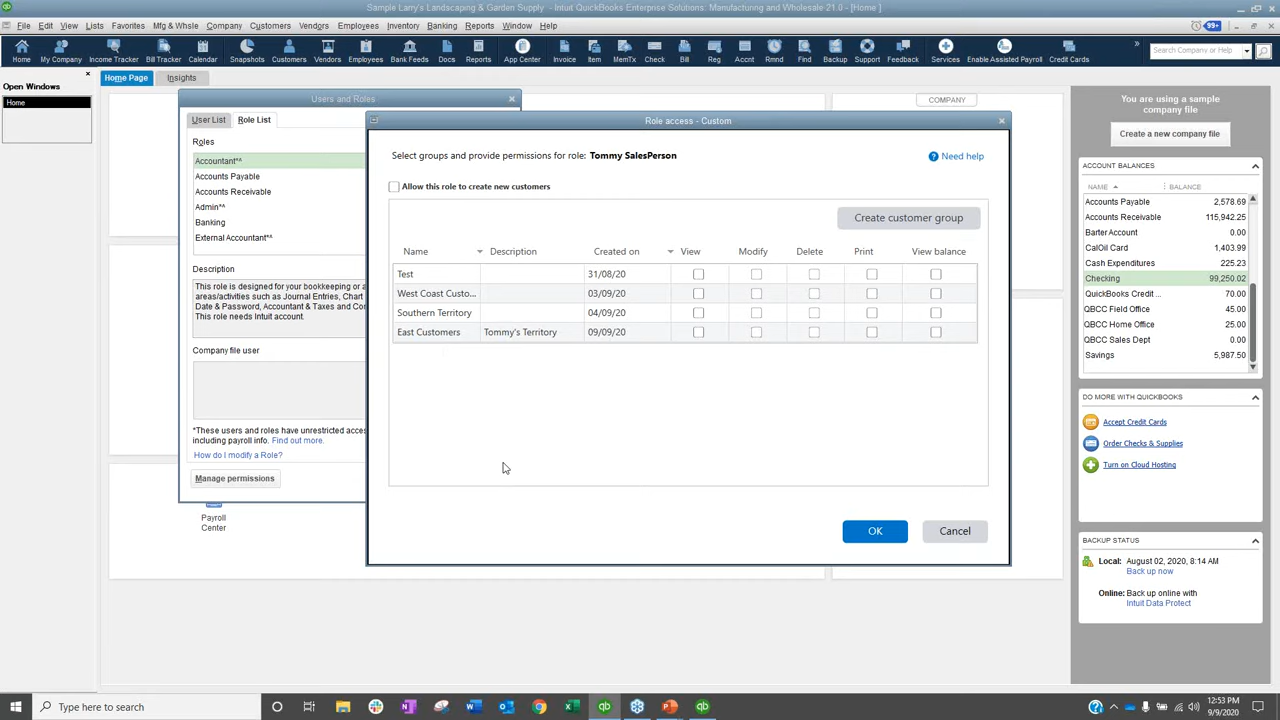 Sample Larry's Landscaping & Garden Supply - Intuit QuickBooks Enterprise Solutions: Manufacturing and Wholesale 21.0 - [Home ]
File Edit View Lists Favorites Mfg & Whsle Company Customers Vendors Employees Inventory Banking Reports Window Help
99+
Home My Company Income Tracker Bill Tracker Calendar Snapshots Customers Vendors Employees Bank Feeds Docs Reports App Center Invoice Item MemTx Check Bill Reg Accnt Rmnd Find Backup Support Feedback Services Enable Assisted Payroll Credit Cards
Search Company or Help
Open Windows
Home
Home Page Insights
Users and Roles
User List Role List
Roles
Accountant^^
Accounts Payable
Accounts Receivable
Admin^^
Banking
External Accountant^^
Description
This role is designed for your bookkeeping or a
areas/activities such as Journal Entries, Chart
Date & Password, Accountant & Taxes and Con
This role needs Intuit account.
Company file user
*These users and roles have unrestricted acces
including payroll info. Find out more.
How do I modify a Role?
Manage permissions
Payroll
Center
Role access - Custom
Select groups and provide permissions for role: Tommy SalesPerson
Need help
Allow this role to create new customers
Create customer group
Name Description Created on View Modify Delete Print View balance
Test 31/08/20
West Coast Custo... 03/09/20
Southern Territory 04/09/20
East Customers Tommy's Territory 09/09/20
OK Cancel
COMPANY
You are using a sample
company file
Create a new company file
ACCOUNT BALANCES
NAME BALANCE
Accounts Payable 2,578.69
Accounts Receivable 115,942.25
Barter Account 0.00
CalOil Card 1,403.99
Cash Expenditures 225.23
Checking 99,250.02
QuickBooks Credit ... 70.00
QBCC Field Office 45.00
QBCC Home Office 25.00
QBCC Sales Dept 0.00
Savings 5,987.50
DO MORE WITH QUICKBOOKS
Accept Credit Cards
Order Checks & Supplies
Turn on Cloud Hosting
BACKUP STATUS
Local: August 02, 2020, 8:14 AM
Back up now
Online: Back up online with
Intuit Data Protect
Type here to search
12:53 PM
9/9/2020